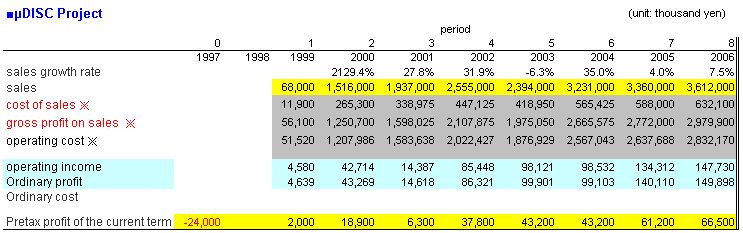 ■µDISC Project (unit: thousand yen)
period
0 1 2 3 4 5 6 7 8
1997 1998 1999 2000 2001 2002 2003 2004 2005 2006
sales growth rate 2129.4% 27.8% 31.9% -6.3% 35.0% 4.0% 7.5%
sales 68,000 1,516,000 1,937,000 2,555,000 2,394,000 3,231,000 3,360,000 3,612,000
cost of sales ※ 11,900 265,300 338,975 447,125 418,950 565,425 588,000 632,100
gross profit on sales ※ 56,100 1,250,700 1,598,025 2,107,875 1,975,050 2,665,575 2,772,000 2,979,900
operating cost ※ 51,520 1,207,986 1,583,638 2,022,427 1,876,929 2,567,043 2,637,688 2,832,170
operating income 4,580 42,714 14,387 85,448 98,121 98,532 134,312 147,730
Ordinary profit 4,639 43,269 14,618 86,321 99,901 99,103 140,110 149,898
Ordinary cost
Pretax profit of the current term -24,000 2,000 18,900 6,300 37,800 43,200 43,200 61,200 66,500